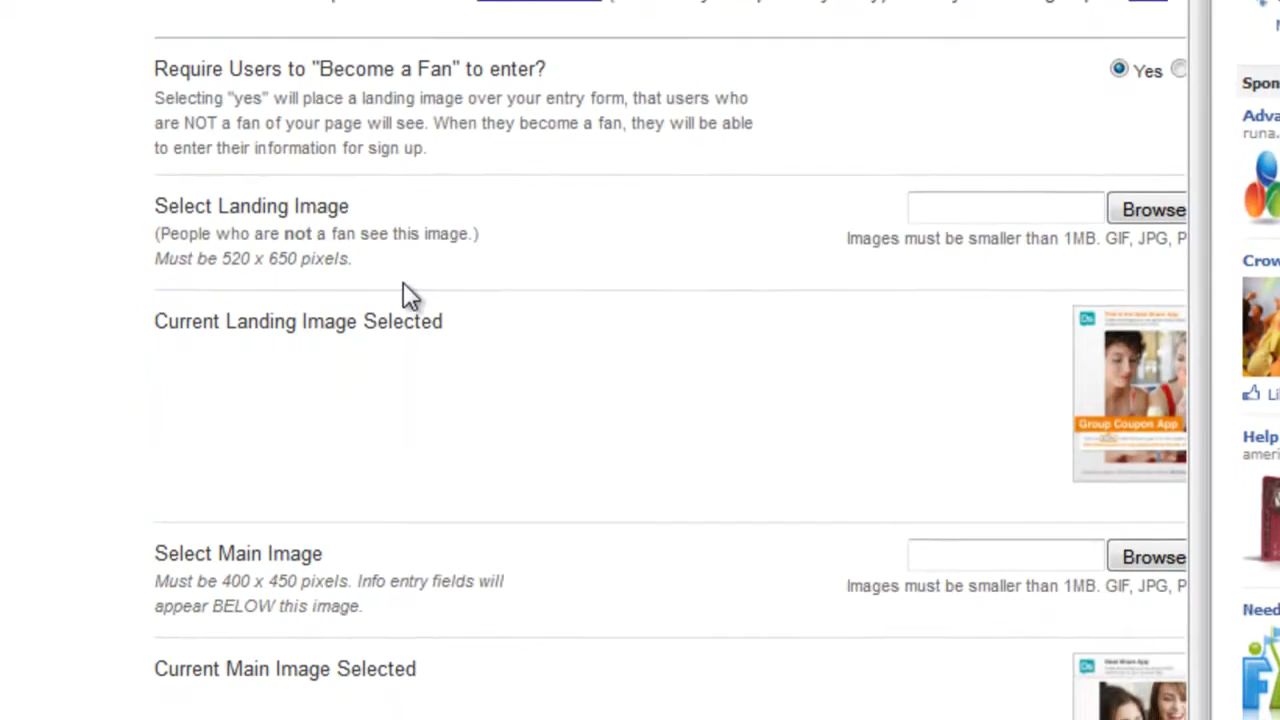 Require Users to "Become a Fan" to enter?
Yes
Selecting "yes" will place a landing image over your entry form, that users who
are NOT a fan of your page will see. When they become a fan, they will be able
to enter their information for sign up.
Select Landing Image
Browse
(People who are not a fan see this image.)
Images must be smaller than 1MB. GIF, JPG, P
Must be 520 x 650 pixels.
Current Landing Image Selected
Group Coupon App
Select Main Image
Browse
Must be 400 x 450 pixels. Info entry fields will
Images must be smaller than 1MB. GIF, JPG, P
appear BELOW this image.
Current Main Image Selected
Spon
Adva
runa.
Crow
Li
Help
ameri
Need